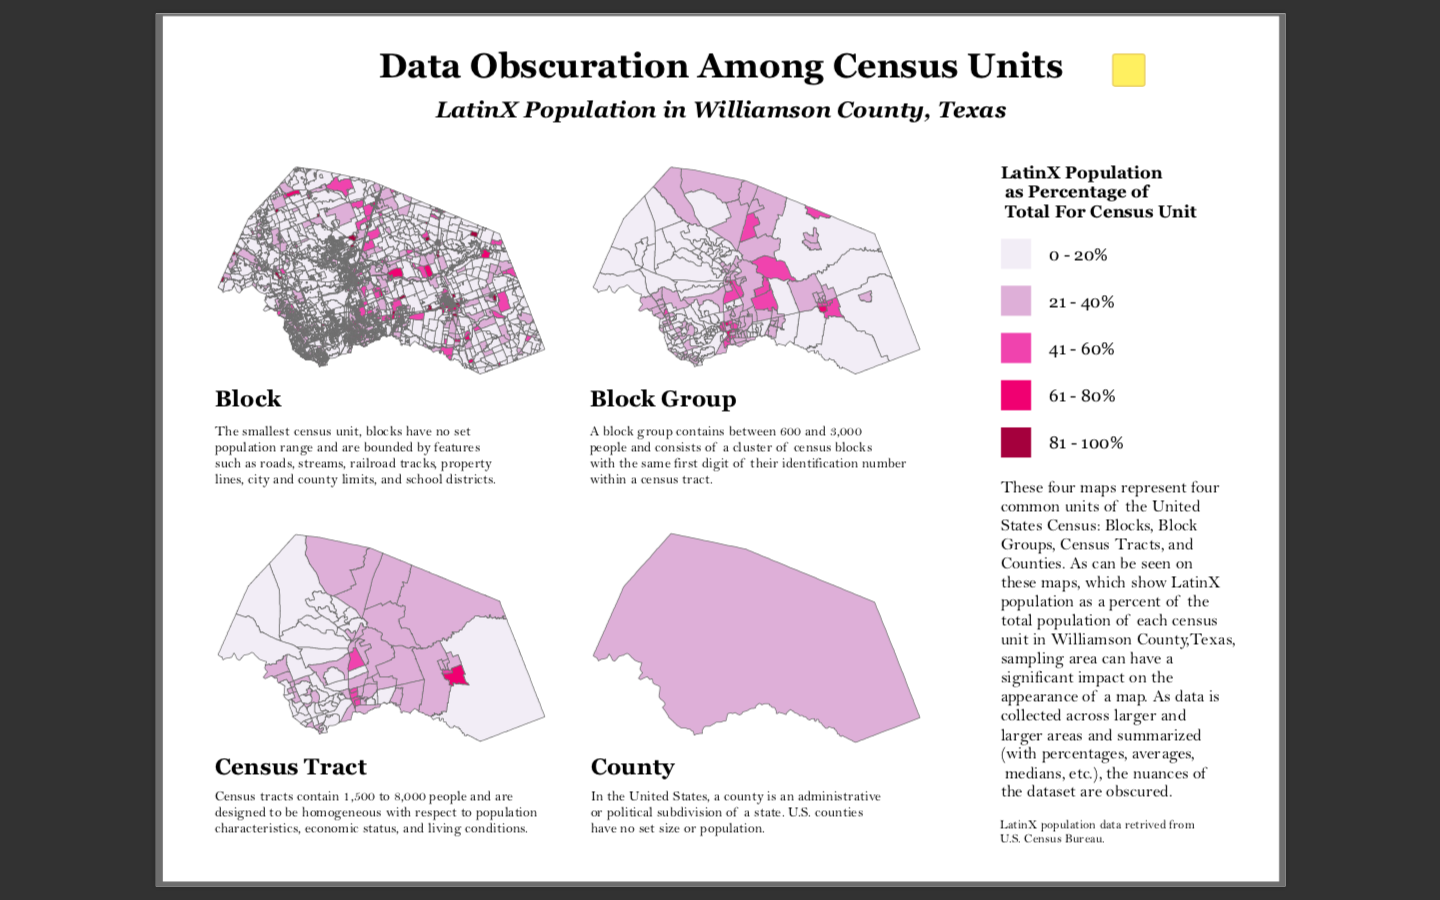 Data Obscuration Among Census Units
LatinX Population in Williamson County, Texas
Block
The smallest census unit, blocks have no set
population range and are bounded by features
such as roads, streams, railroad tracks, property
lines, city and county limits, and school districts.
Block Group
A block group contains between 600 and 3,000
people and consists of a cluster of census blocks
with the same first digit of their identification number
within a census tract.
Census Tract
Census tracts contain 1,500 to 8,000 people and are
designed to be homogeneous with respect to population
characteristics, economic status, and living conditions.
County
In the United States, a county is an administrative
or political subdivision of a state. U.S. counties
have no set size or population.
LatinX Population
as Percentage of
Total For Census Unit
0 - 20%
21 - 40%
41 - 60%
61 - 80%
81 - 100%
These four maps represent four
common units of the United
States Census: Blocks, Block
Groups, Census Tracts, and
Counties. As can be seen on
these maps, which show LatinX
population as a percent of the
total population of each census
unit in Williamson County,Texas,
sampling area can have a
significant impact on the
appearance of a map. As data is
collected across larger and
larger areas and summarized
(with percentages, averages,
medians, etc.), the nuances of
the dataset are obscured.
LatinX population data retrived from
U.S. Census Bureau.